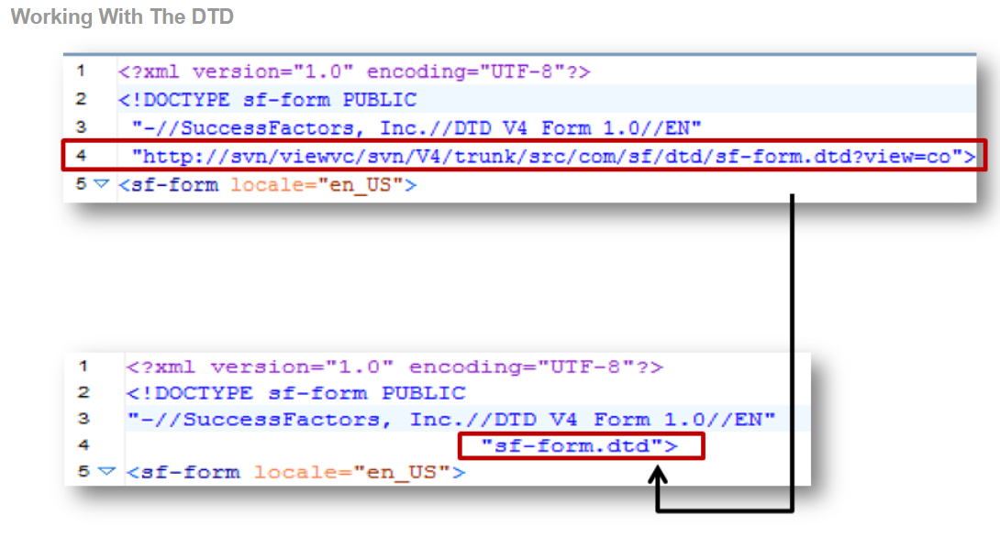 Working With The DTD
1 <?xml version="1.0" encoding="UTF-8"?>
2 <!DOCTYPE sf-form PUBLIC
3 "-//SuccessFactors, Inc.//DTD V4 Form 1.0//EN"
4 "http://svn/viewvc/svn/V4/trunk/src/com/sf/dtd/sf-form.dtd?view=co">
5 <sf-form locale="en_US">
1 <?xml version="1.0" encoding="UTF-8"?>
2 <!DOCTYPE sf-form PUBLIC
3 "-//SuccessFactors, Inc.//DTD V4 Form 1.0//EN"
4 "sf-form.dtd">
5 <sf-form locale="en_US">